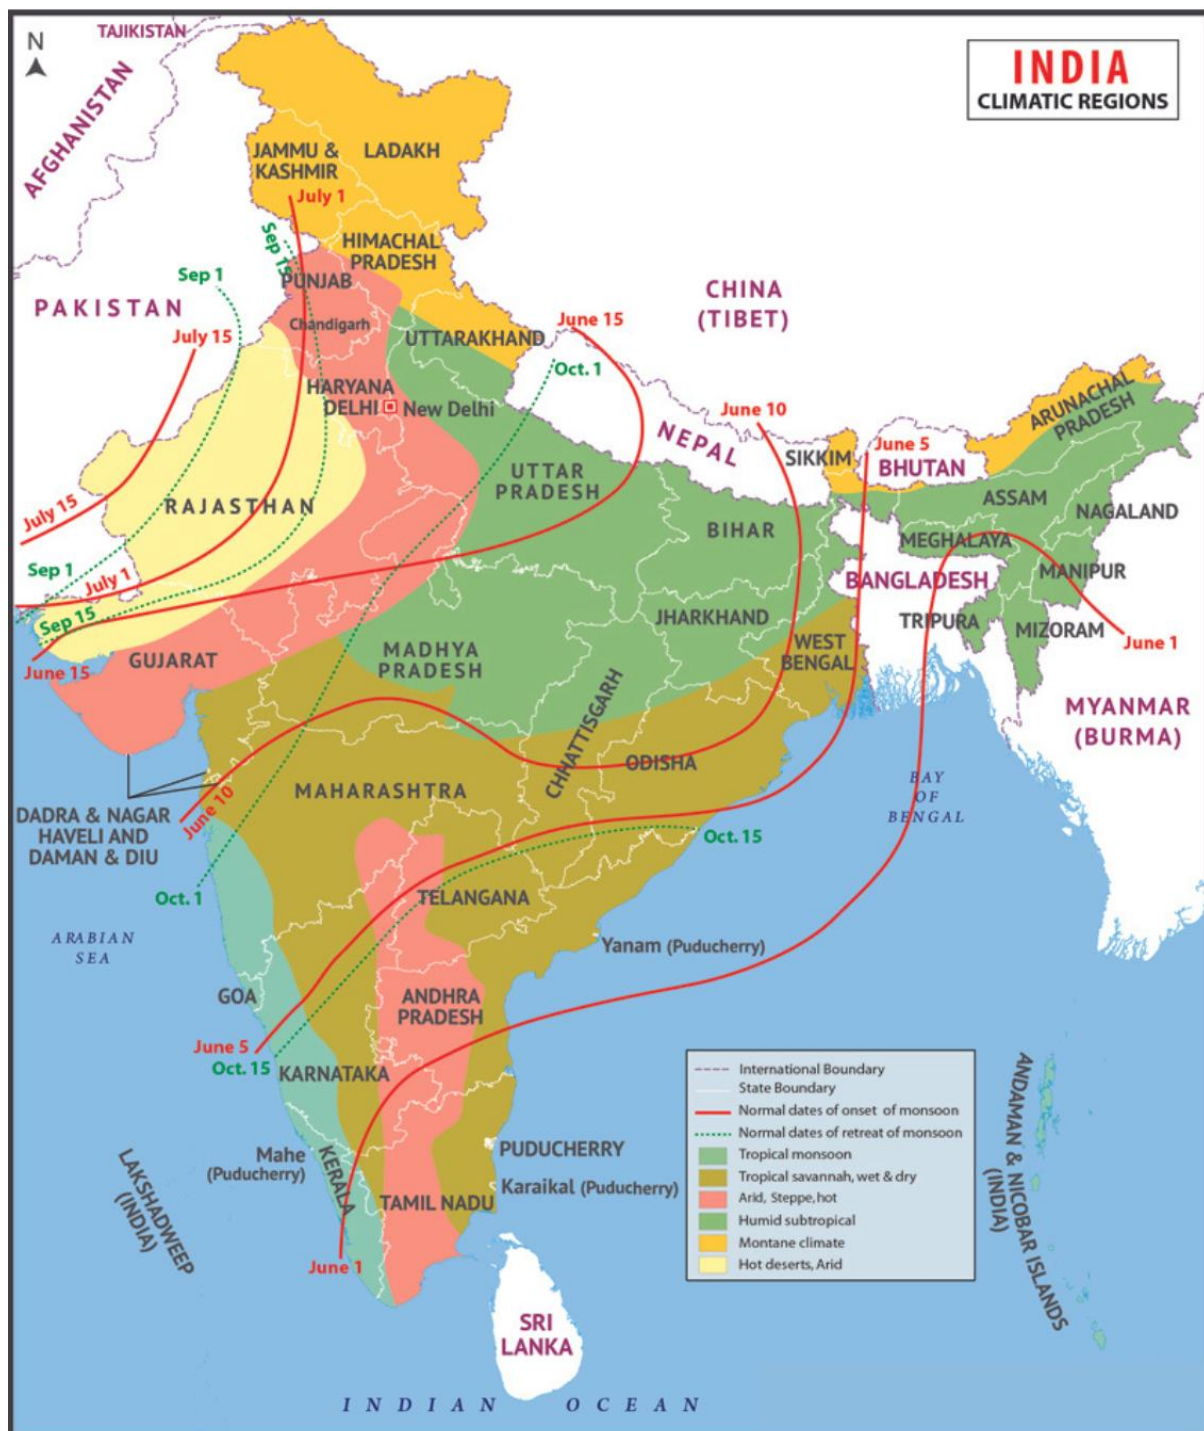 INDIA
CLIMATIC REGIONS
N
TAJIKISTAN
AFGHANISTAN
JAMMU &
KASHMIR
LADAKH
July 1
HIMACHAL
PRADESH
Sep 15
PUNJAB
Sep 1
PAKISTAN
CHINA
(TIBET)
July 15
Chandigarh
UTTARAKHAND
June 15
Oct. 1
HARYANA
DELHI
New Delhi
ARUNACHAL
PRADESH
June 10
NEPAL
SIKKIM
June 5
BHUTAN
UTTAR
PRADESH
RAJASTHAN
July 15
BIHAR
ASSAM
NAGALAND
MEGHALAYA
Sep 1
July 1
BANGLADESH
MANIPUR
Sep 15
JHARKHAND
TRIPURA
MIZORAM
June 1
June 15
GUJARAT
MADHYA
PRADESH
WEST
BENGAL
CHHATTISGARH
MYANMAR
(BURMA)
ODISHA
MAHARASHTRA
BAY
OF
BENGAL
DADRA & NAGAR
HAVELI AND
DAMAN & DIU
June 10
Oct. 15
Oct. 1
TELANGANA
ARABIAN
SEA
Yanam (Puducherry)
GOA
ANDHRA
PRADESH
June 5
Oct. 15
KARNATAKA
International Boundary
State Boundary
Normal dates of onset of monsoon
Normal dates of retreat of monsoon
Tropical monsoon
Tropical savannah, wet & dry
Arid, Steppe, hot
Humid subtropical
Montane climate
Hot deserts, Arid
ANDAMAN & NICOBAR ISLANDS
(INDIA)
Mahe
(Puducherry)
KERALA
PUDUCHERRY
Karaikal (Puducherry)
TAMIL NADU
LAKSHADWEEP
(INDIA)
June 1
SRI
LANKA
INDIAN OCEAN